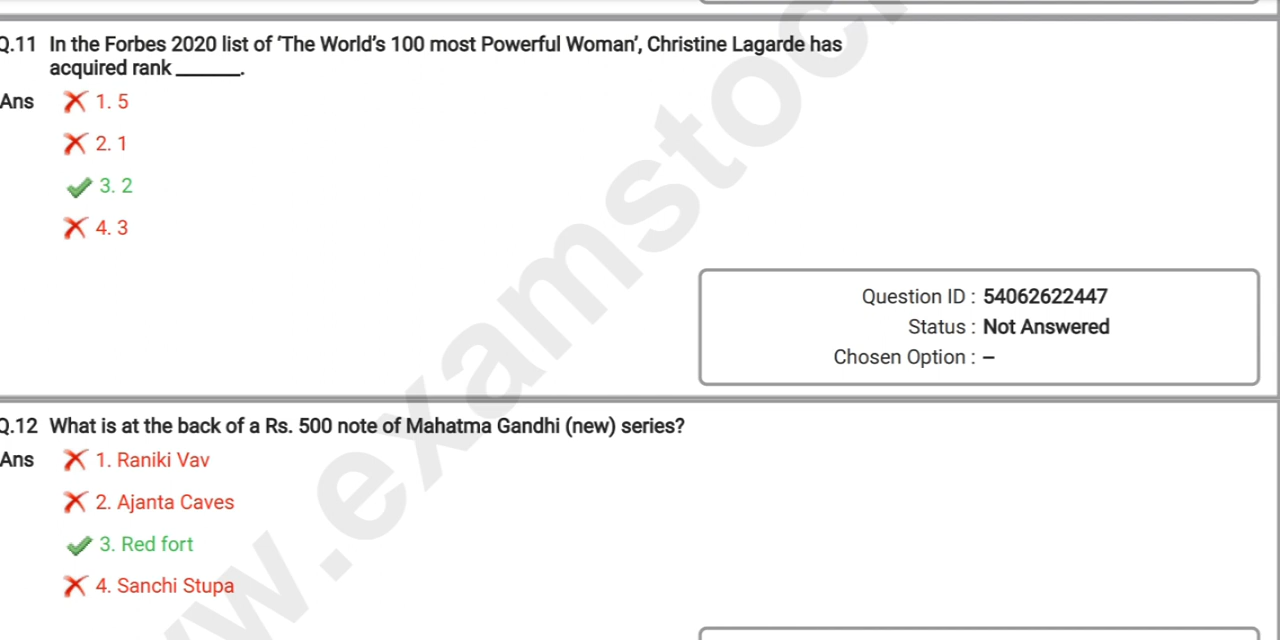 Q.11 In the Forbes 2020 list of ‘The World’s 100 most Powerful Woman’, Christine Lagarde has
acquired rank ______.
Ans 1. 5
2. 1
3. 2
4. 3
Question ID : 54062622447
Status : Not Answered
Chosen Option : –
Q.12 What is at the back of a Rs. 500 note of Mahatma Gandhi (new) series?
Ans 1. Raniki Vav
2. Ajanta Caves
3. Red fort
4. Sanchi Stupa